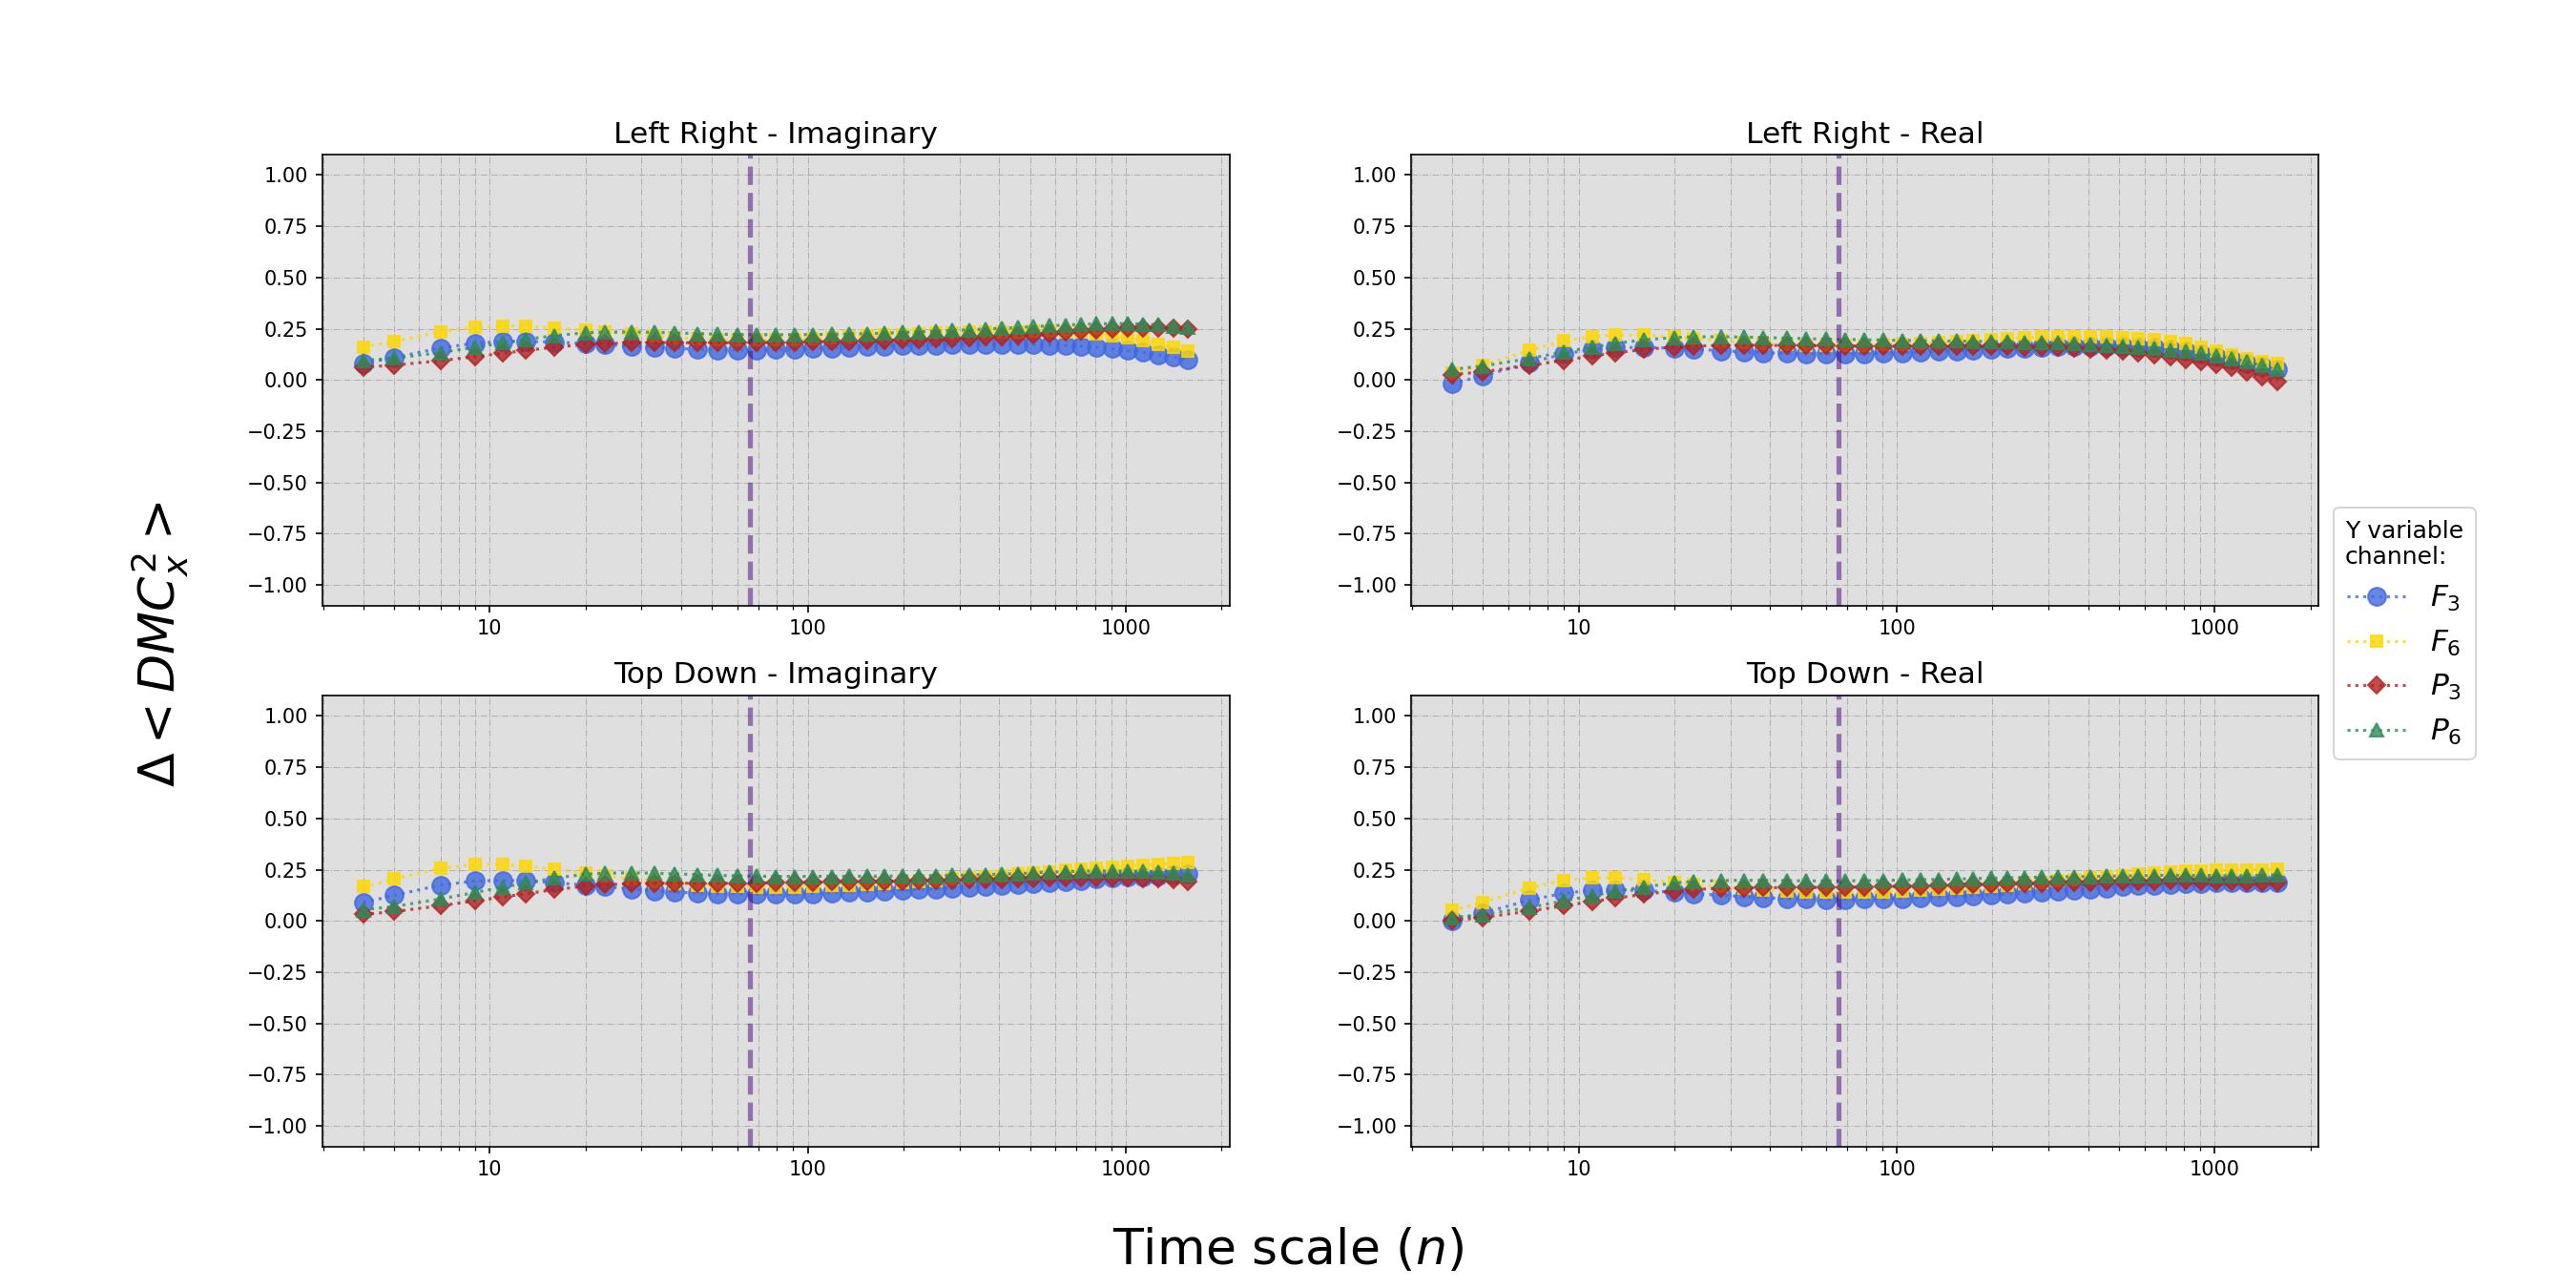 Left Right - Imaginary
1.00
0.75
0.50
0.25
0.00
−0.25
−0.50
−0.75
−1.00
10 100 1000
Left Right - Real
1.00
0.75
0.50
0.25
0.00
−0.25
−0.50
−0.75
−1.00
10 100 1000
Top Down - Imaginary
1.00
0.75
0.50
0.25
0.00
−0.25
−0.50
−0.75
−1.00
10 100 1000
Top Down - Real
1.00
0.75
0.50
0.25
0.00
−0.25
−0.50
−0.75
−1.00
10 100 1000
Δ < DMC²ₓ >
Time scale (n)
Y variable
channel:
F₃
F₆
P₃
P₆